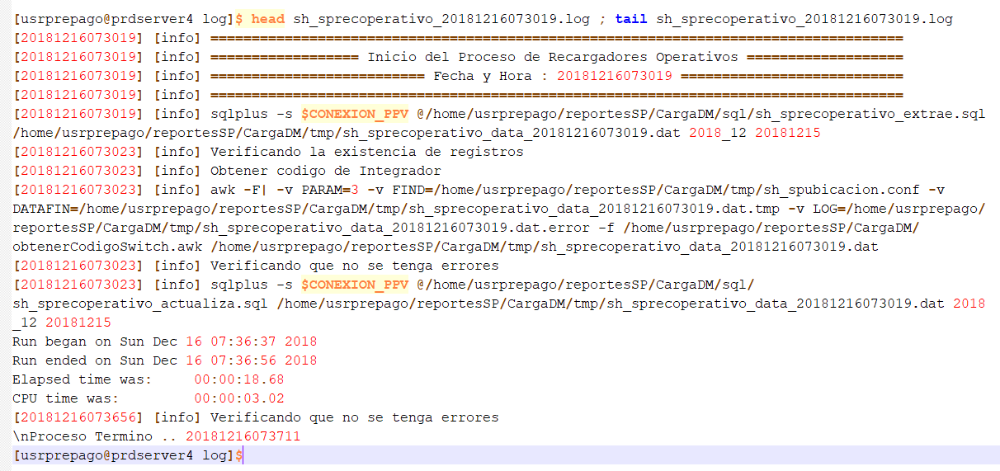 [usrprepago@prdserver4 log]$ head sh_sprecoperativo_20181216073019.log ; tail sh_sprecoperativo_20181216073019.log
[20181216073019] [info] ====================================================================================
[20181216073019] [info] ================== Inicio del Proceso de Recargadores Operativos ===================
[20181216073019] [info] ========================== Fecha y Hora : 20181216073019 ===========================
[20181216073019] [info] ====================================================================================
[20181216073019] [info] sqlplus -s $CONEXION_PPV @/home/usrprepago/reportesSP/CargaDM/sql/sh_sprecoperativo_extrae.sql
/home/usrprepago/reportesSP/CargaDM/tmp/sh_sprecoperativo_data_20181216073019.dat 2018_12 20181215
[20181216073023] [info] Verificando la existencia de registros
[20181216073023] [info] Obtener codigo de Integrador
[20181216073023] [info] awk -F| -v PARAM=3 -v FIND=/home/usrprepago/reportesSP/CargaDM/tmp/sh_spubicacion.conf -v
DATAFIN=/home/usrprepago/reportesSP/CargaDM/tmp/sh_sprecoperativo_data_20181216073019.dat.tmp -v LOG=/home/usrprepago/
reportesSP/CargaDM/tmp/sh_sprecoperativo_data_20181216073019.dat.error -f /home/usrprepago/reportesSP/CargaDM/
obtenerCodigoSwitch.awk /home/usrprepago/reportesSP/CargaDM/tmp/sh_sprecoperativo_data_20181216073019.dat
[20181216073023] [info] Verificando que no se tenga errores
[20181216073023] [info] sqlplus -s $CONEXION_PPV @/home/usrprepago/reportesSP/CargaDM/sql/
sh_sprecoperativo_actualiza.sql /home/usrprepago/reportesSP/CargaDM/tmp/sh_sprecoperativo_data_20181216073019.dat 2018
_12 20181215
Run began on Sun Dec 16 07:36:37 2018
Run ended on Sun Dec 16 07:36:56 2018
Elapsed time was:     00:00:18.68
CPU time was:         00:00:03.02
[20181216073656] [info] Verificando que no se tenga errores
\nProceso Termino .. 20181216073711
[usrprepago@prdserver4 log]$